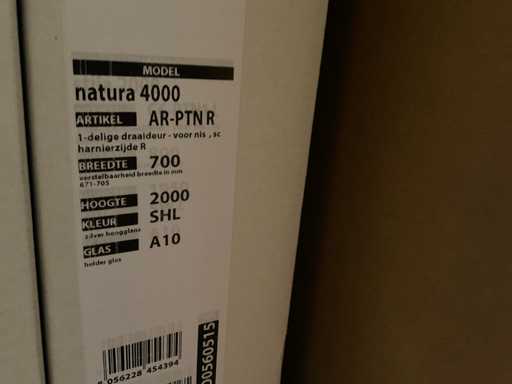 MODEL
natura 4000
ARTIKEL AR-PTN R
1-delige draaideur - voor nis , sc
harnierzijde R
BREEDTE 700
verstelbaarheid breedte in mm
671-705
HOOGTE 2000
KLEUR SHL
zilver hoogglans
GLAS A10
helder glas
8 056228 454394
00560515